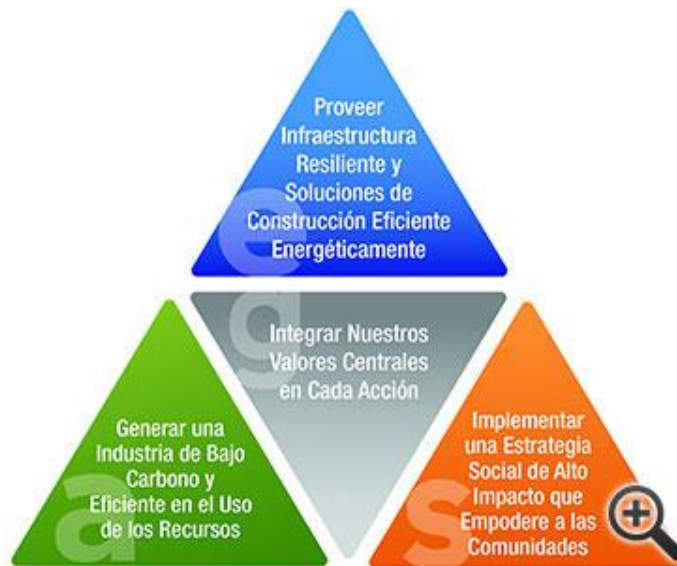 Proveer
Infraestructura
Resiliente y
Soluciones de
Construcción Eficiente
Energéticamente
e
g
Integrar Nuestros
Valores Centrales
en Cada Acción
Generar una
Industria de Bajo
Carbono y
Eficiente en el Uso
de los Recursos
a
Implementar
una Estrategia
Social de Alto
Impacto que
Empodere a las
Comunidades
s